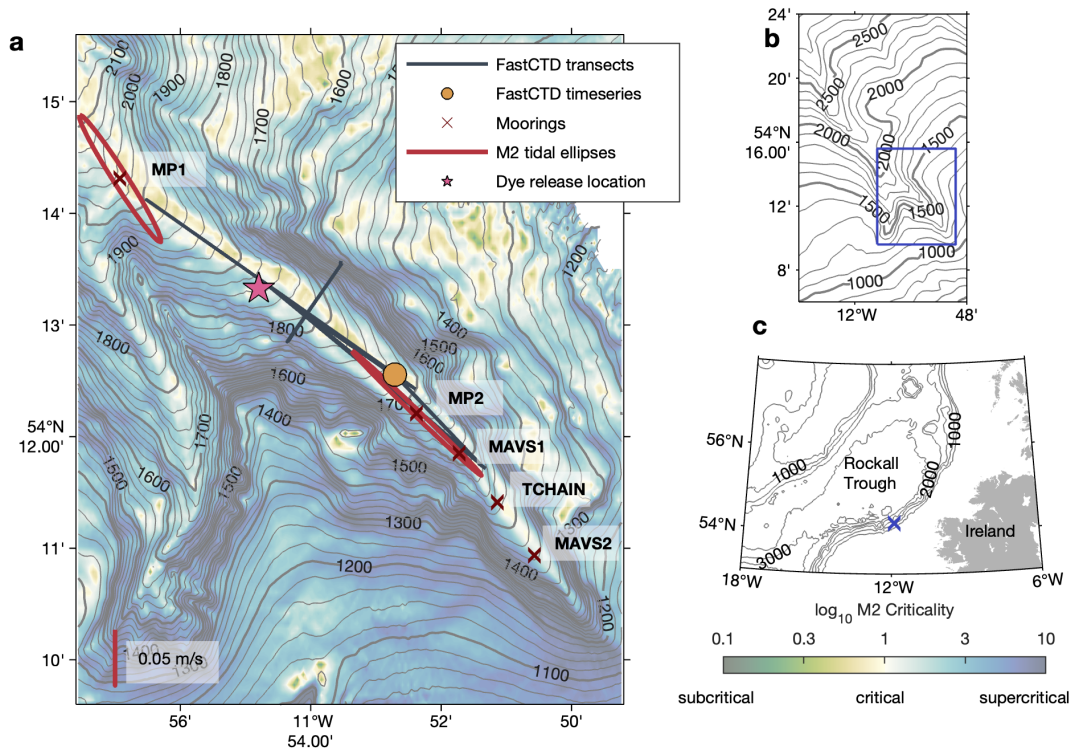 a
2100
2000
1900
1800
1700
1600
15'
14'
13'
54°N
12.00'
11'
10'
56'
11°W
54.00'
52'
50'
FastCTD transects
FastCTD timeseries
Moorings
M2 tidal ellipses
Dye release location
MP1
1900
1200
1800
1800
1400
1500
1600
1600
MP2
170
1400
1700
MAVS1
1500
1500
1600
1500
TCHAIN
1300
300
MAVS2
1200
1400
1200
0.05 m/s
1400
1300
1100
b
24'
20'
54°N
16.00'
12'
8'
12°W
48'
2500
2500
2000
2000
2000
1500
1500
1500
1000
1000
c
56°N
54°N
18°W
12°W
6°W
1000
1000
2000
3000
Rockall
Trough
Ireland
log10 M2 Criticality
0.1 0.3 1 3 10
subcritical critical supercritical